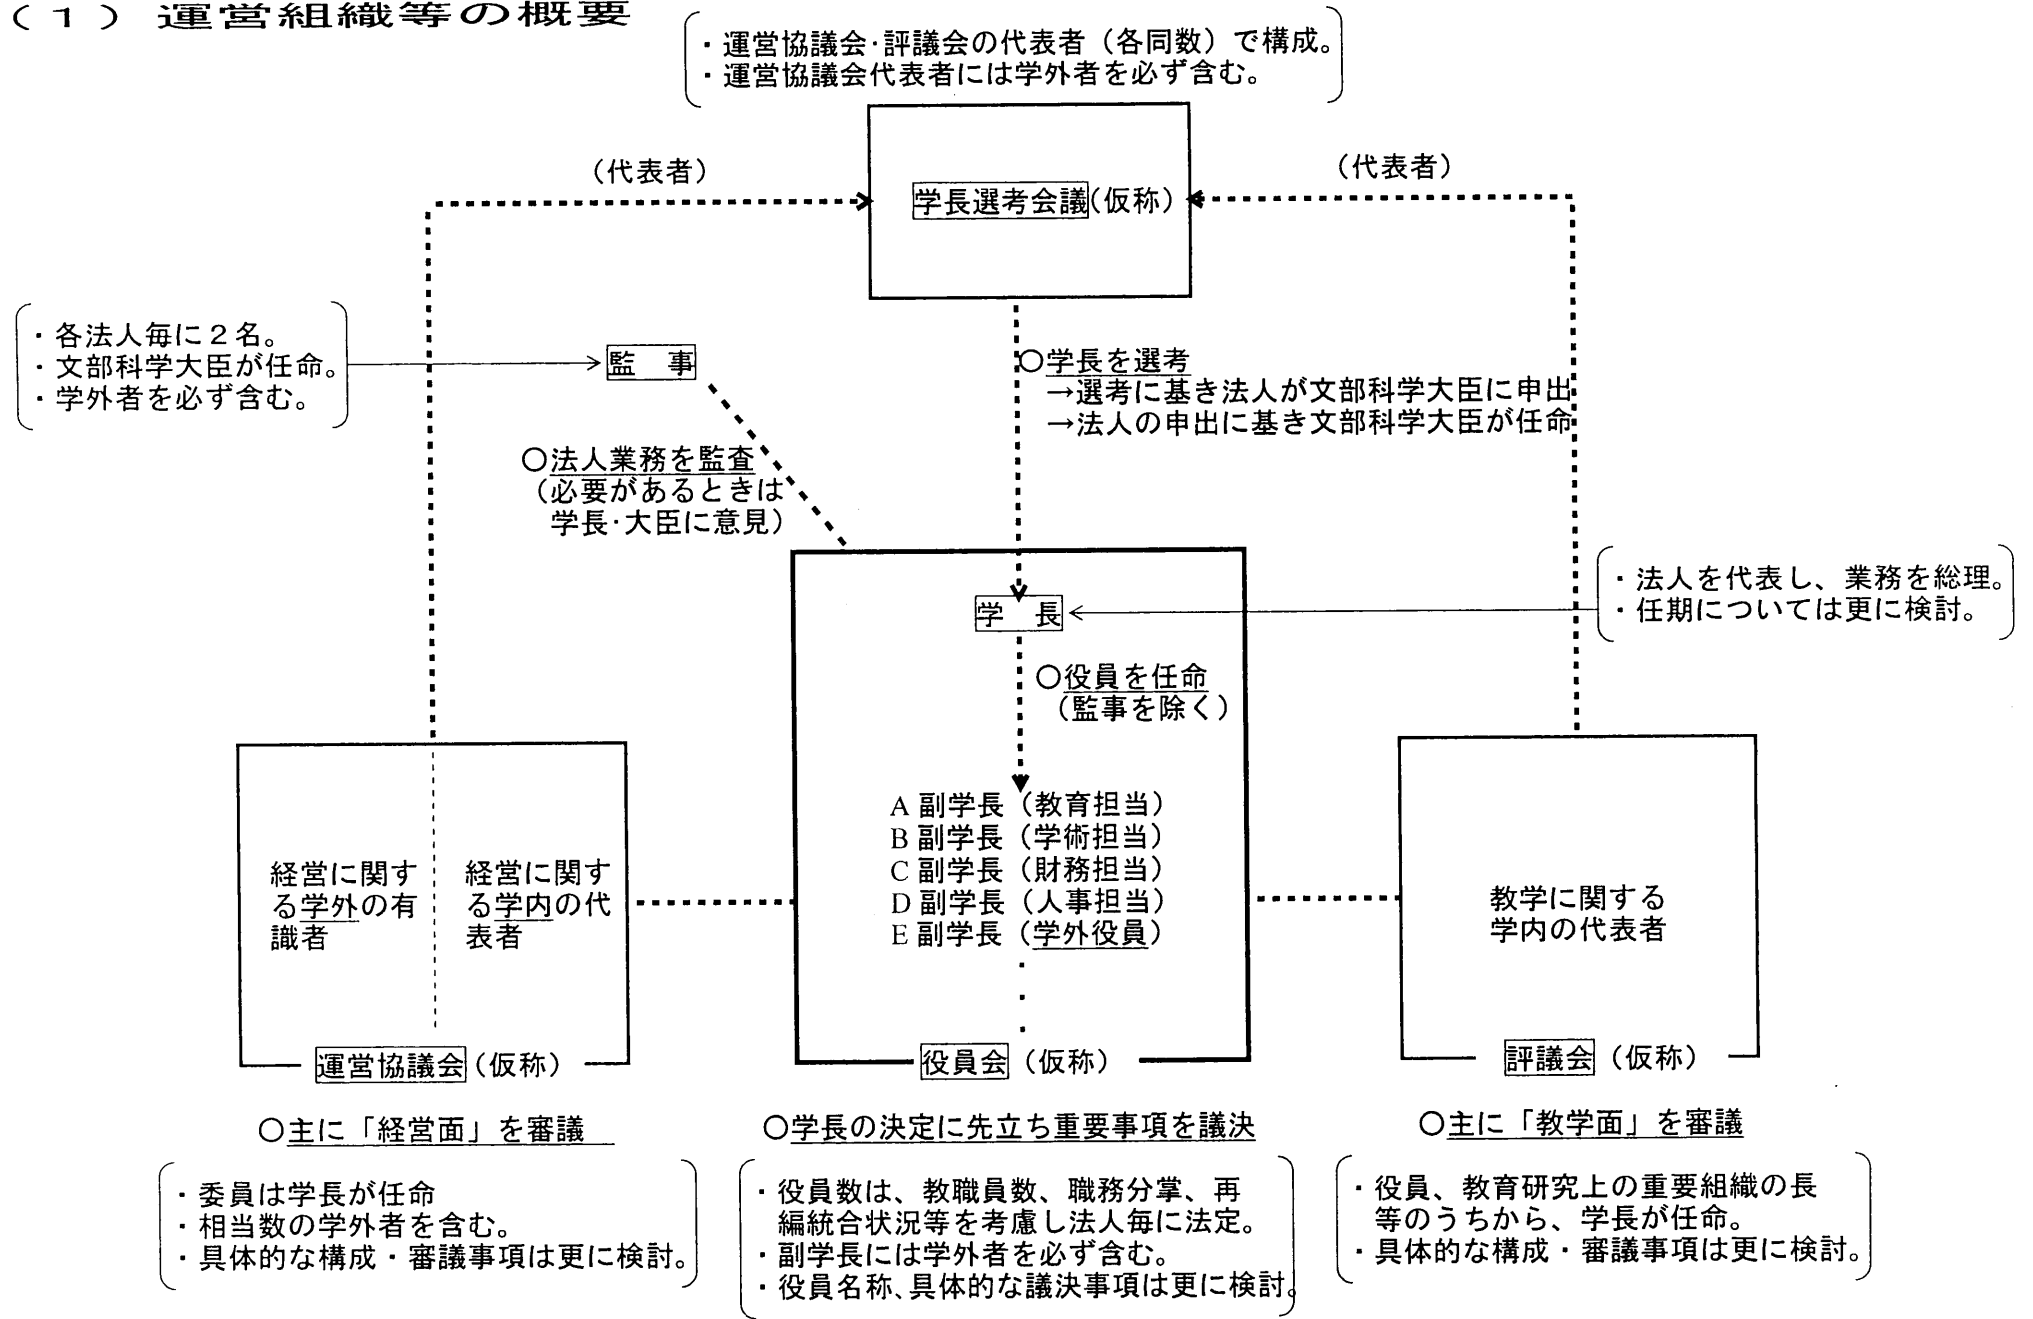 （１）運営組織等の概要
・運営協議会・評議会の代表者（各同数）で構成。
・運営協議会代表者には学外者を必ず含む。
（代表者）
（代表者）
学長選考会議（仮称）
・各法人毎に２名。
・文部科学大臣が任命。
・学外者を必ず含む。
監　事
○学長を選考
→選考に基き法人が文部科学大臣に申出
→法人の申出に基き文部科学大臣が任命
○法人業務を監査
（必要があるときは
学長・大臣に意見）
・法人を代表し、業務を総理。
・任期については更に検討。
学　長
○役員を任命
（監事を除く）
A 副学長（教育担当）
B 副学長（学術担当）
C 副学長（財務担当）
D 副学長（人事担当）
E 副学長（学外役員）
・
・
・
役員会（仮称）
経営に関す
る学外の有
識者
経営に関す
る学内の代
表者
運営協議会（仮称）
教学に関する
学内の代表者
評議会（仮称）
○主に「経営面」を審議
・委員は学長が任命
・相当数の学外者を含む。
・具体的な構成・審議事項は更に検討。
○学長の決定に先立ち重要事項を議決
・役員数は、教職員数、職務分掌、再
編統合状況等を考慮し法人毎に法定。
・副学長には学外者を必ず含む。
・役員名称、具体的な議決事項は更に検討。
○主に「教学面」を審議
・役員、教育研究上の重要組織の長
等のうちから、学長が任命。
・具体的な構成・審議事項は更に検討。